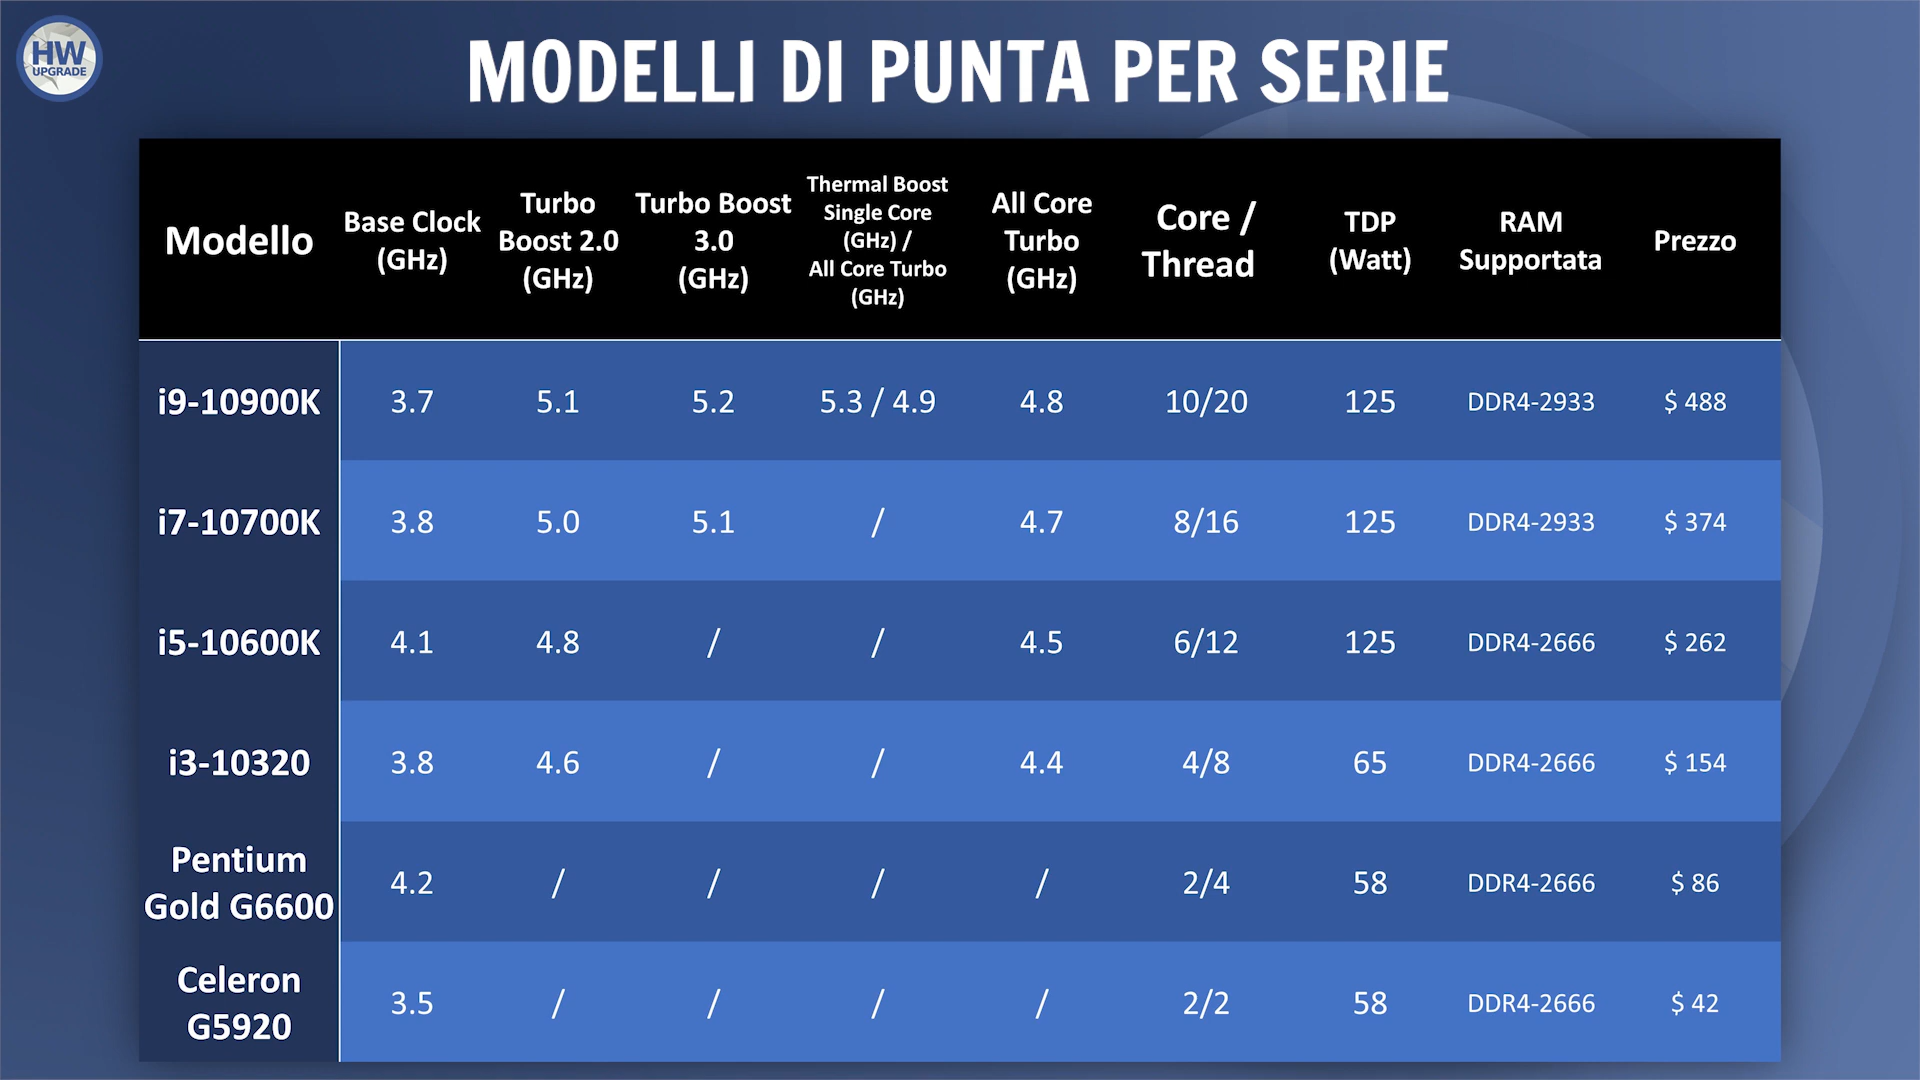 HW
UPGRADE
MODELLI DI PUNTA PER SERIE
Modello
Base Clock
(GHz)
Turbo
Boost 2.0
(GHz)
Turbo Boost
3.0
(GHz)
Thermal Boost
Single Core
(GHz) /
All Core Turbo
(GHz)
All Core
Turbo
(GHz)
Core /
Thread
TDP
(Watt)
RAM
Supportata
Prezzo
i9-10900K 3.7 5.1 5.2 5.3 / 4.9 4.8 10/20 125 DDR4-2933 $ 488
i7-10700K 3.8 5.0 5.1 / 4.7 8/16 125 DDR4-2933 $ 374
i5-10600K 4.1 4.8 / / 4.5 6/12 125 DDR4-2666 $ 262
i3-10320 3.8 4.6 / / 4.4 4/8 65 DDR4-2666 $ 154
Pentium
Gold G6600
4.2 / / / / 2/4 58 DDR4-2666 $ 86
Celeron
G5920
3.5 / / / / 2/2 58 DDR4-2666 $ 42